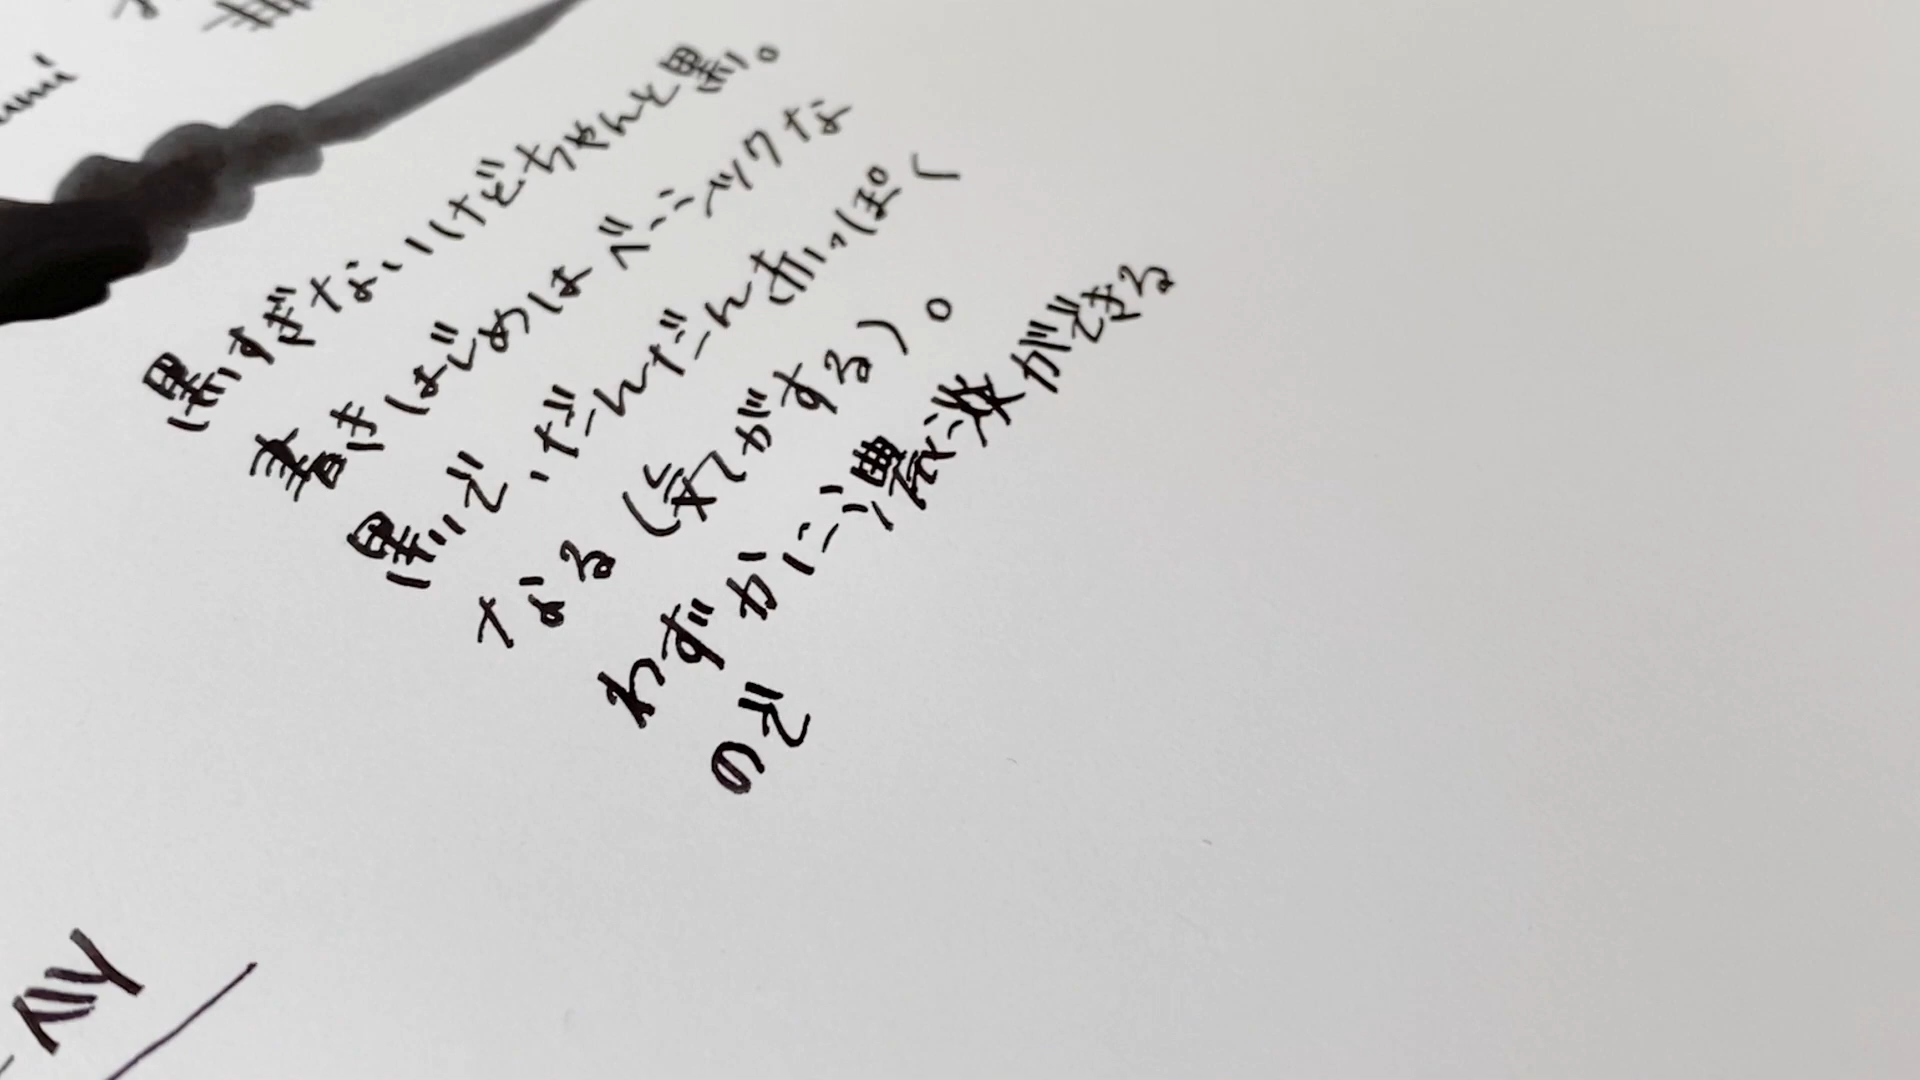 黒すぎないけどちゃんと黒。
書きはじめはベーシックな
黒で、だんだん赤っぽく
なる(気がする)。
わずかに濃淡ができる
ので